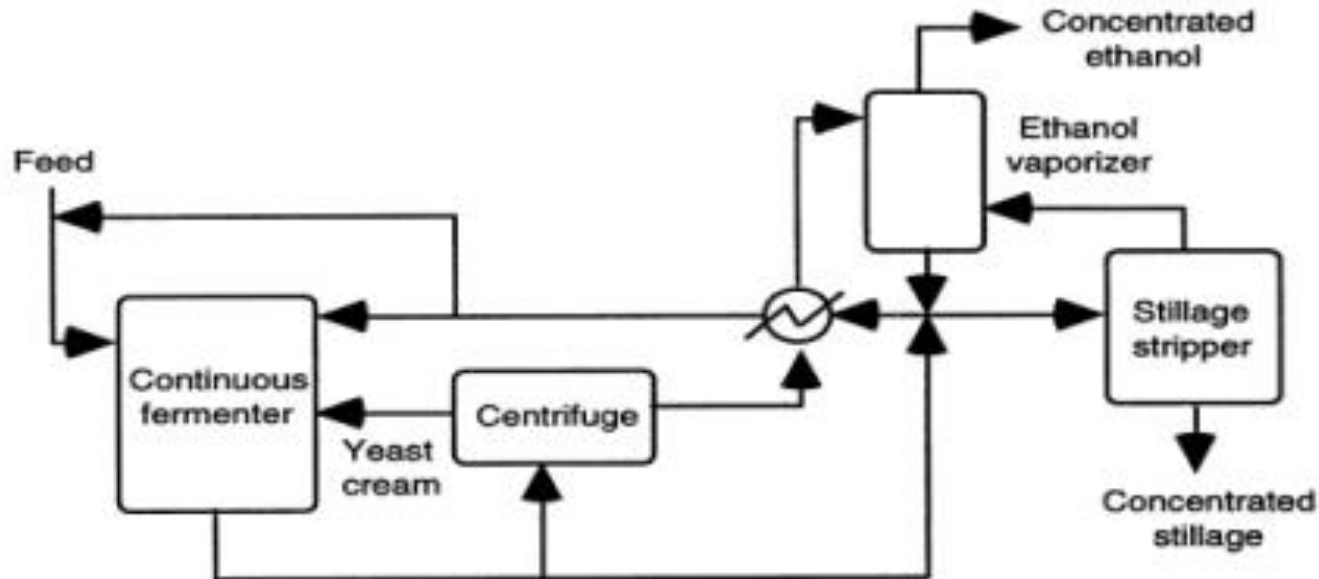 Concentrated
ethanol
Feed
Ethanol
vaporizer
Continuous
fermenter
Centrifuge
Stillage
stripper
Yeast
cream
Concentrated
stillage